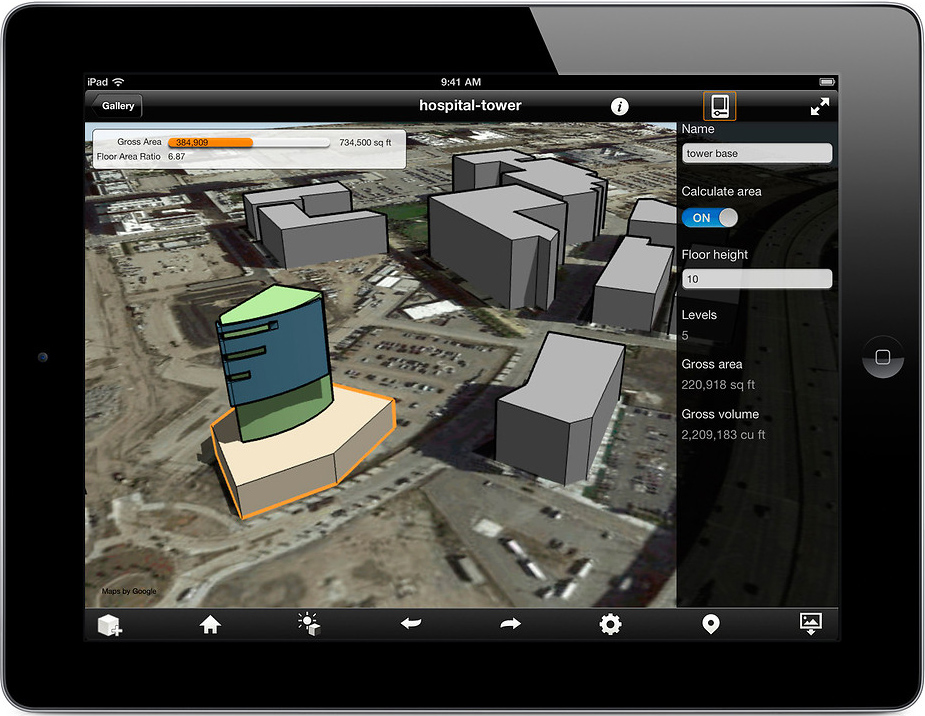 iPad 9:41 AM
Gallery hospital-tower i
Gross Area 384,909 734,500 sq ft
Floor Area Ratio 6.87
Name
tower base
Calculate area
ON
Floor height
10
Levels
5
Gross area
220,918 sq ft
Gross volume
2,209,183 cu ft
Maps by Google